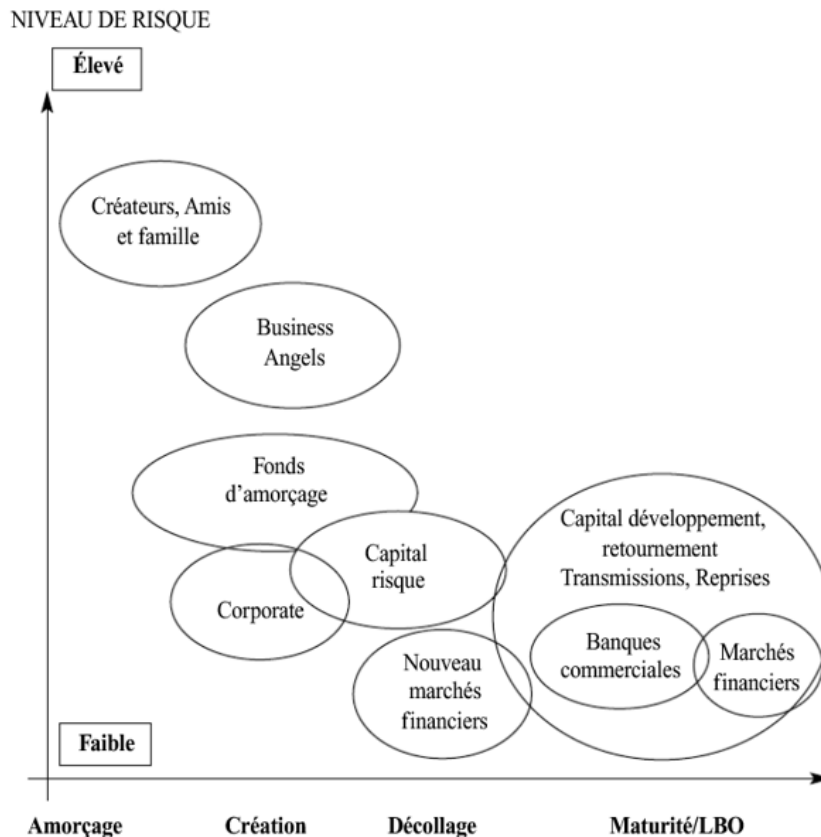 NIVEAU DE RISQUE
Élevé
Créateurs, Amis
et famille
Business
Angels
Fonds
d’amorçage
Capital
risque
Corporate
Capital développement,
retournement
Transmissions, Reprises
Banques
commerciales
Marchés
financiers
Nouveau
marchés
financiers
Faible
Amorçage
Création
Décollage
Maturité/LBO